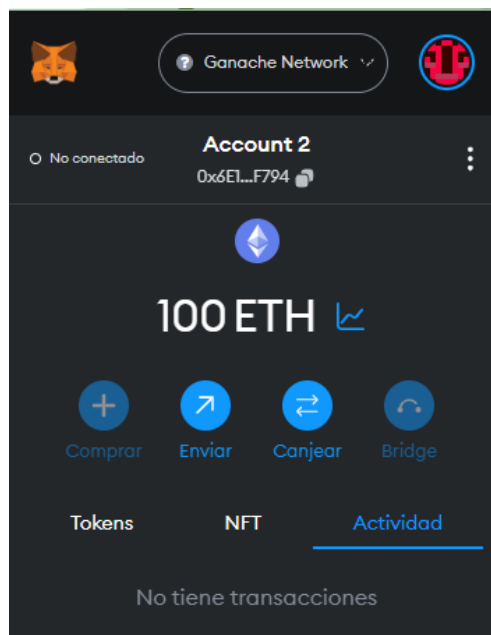 Ganache Network
No conectado
Account 2
0x6E1...F794
100 ETH
Comprar Enviar Canjear Bridge
Tokens NFT Actividad
No tiene transacciones